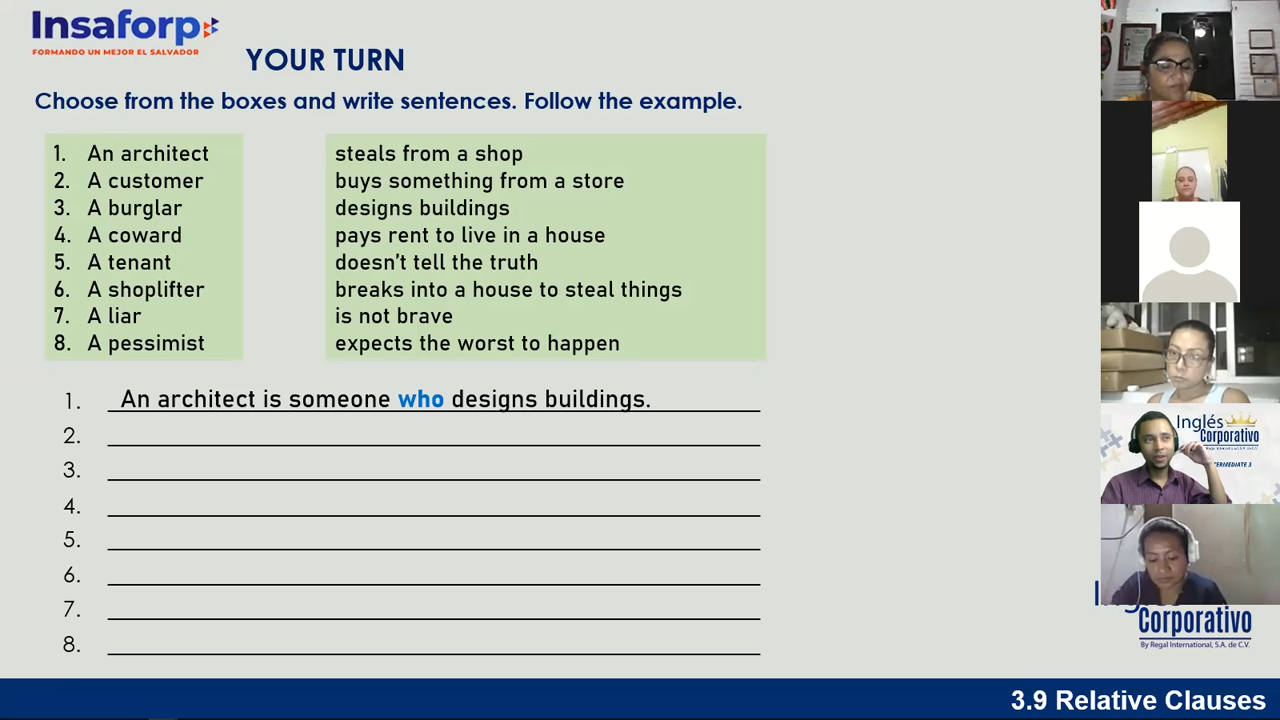 Insaforp
FORMANDO UN MEJOR EL SALVADOR
YOUR TURN
Choose from the boxes and write sentences. Follow the example.
1. An architect
2. A customer
3. A burglar
4. A coward
5. A tenant
6. A shoplifter
7. A liar
8. A pessimist
steals from a shop
buys something from a store
designs buildings
pays rent to live in a house
doesn't tell the truth
breaks into a house to steal things
is not brave
expects the worst to happen
1. An architect is someone who designs buildings.
2.
3.
4.
5.
6.
7.
8.
Inglés
Corporativo
Corporativo
By Regal International, S.A. de C.V.
3.9 Relative Clauses